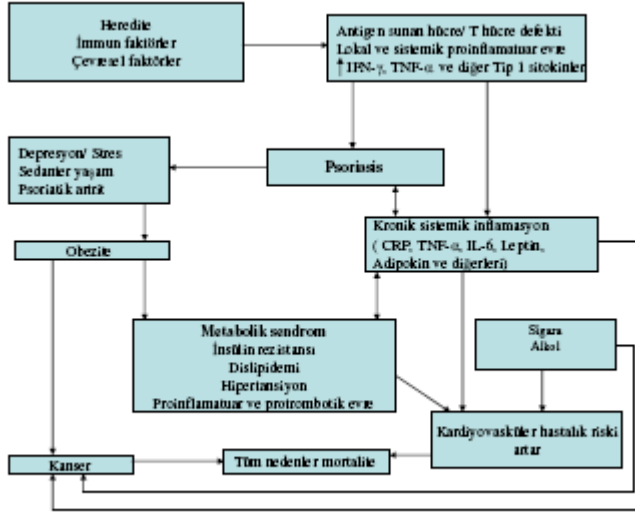 Heredite
İmmun faktörler
Çevresel faktörler
Antigen sunan hücre/ T hücre defekti
Lokal ve sistemik proinflamatuar evre
↑ IFN-γ, TNF-α ve diğer Tip 1 sitokinler
Depresyon/ Stres
Sedanter yaşam
Psoriatik artrit
Psoriasis
Kronik sistemik inflamasyon
( CRP, TNF-α, IL-6, Leptin,
Adipokin ve diğerleri)
Obezite
Metabolik sendrom
İnsülin rezistansı
Dislipidemi
Hipertansiyon
Proinflamatuar ve protrombotik evre
Sigara
Alkol
Kardiyovasküler hastalık riski
artar
Kanser
Tüm nedenler mortalite